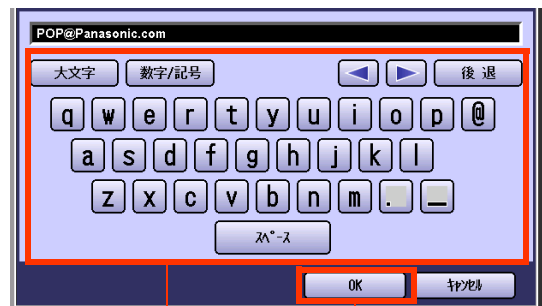 POP@Panasonic.com
大文字 数字/記号 ◀ ▶ 後退
q w e r t y u i o p @
a s d f g h j k l
z x c v b n m . _
ｽﾍﾟｰｽ
OK ｷｬﾝｾﾙ